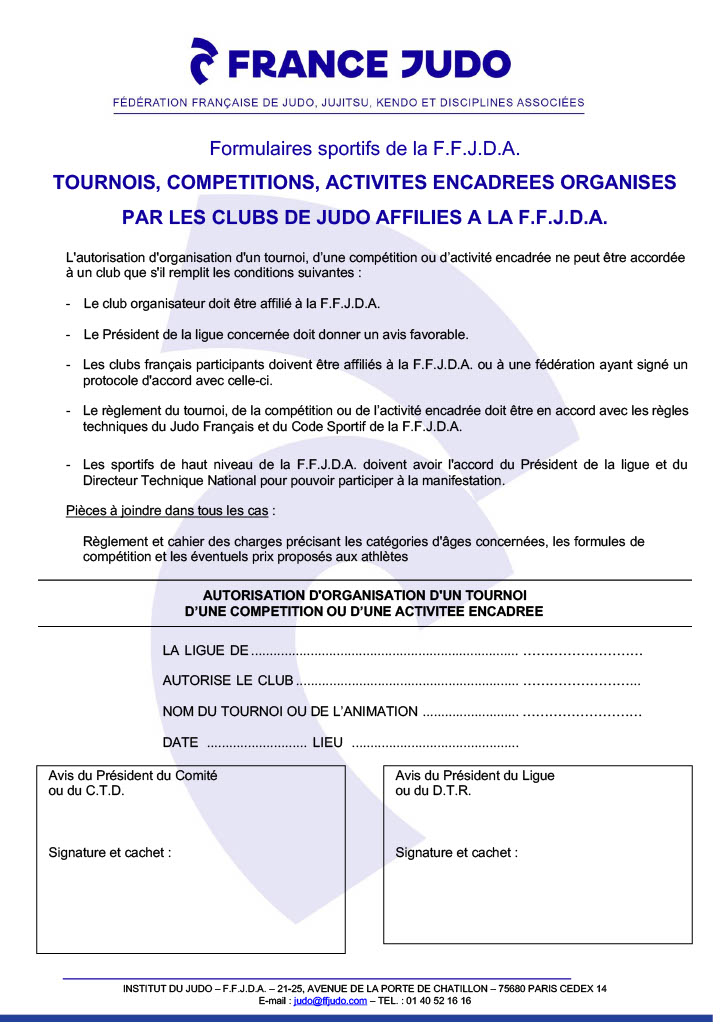 FRANCE JUDO
FÉDÉRATION FRANÇAISE DE JUDO, JUJITSU, KENDO ET DISCIPLINES ASSOCIÉES
Formulaires sportifs de la F.F.J.D.A.
TOURNOIS, COMPETITIONS, ACTIVITES ENCADREES ORGANISES
PAR LES CLUBS DE JUDO AFFILIES A LA F.F.J.D.A.
L'autorisation d'organisation d'un tournoi, d’une compétition ou d’activité encadrée ne peut être accordée
à un club que s'il remplit les conditions suivantes :
- Le club organisateur doit être affilié à la F.F.J.D.A.
- Le Président de la ligue concernée doit donner un avis favorable.
- Les clubs français participants doivent être affiliés à la F.F.J.D.A. ou à une fédération ayant signé un
protocole d'accord avec celle-ci.
- Le règlement du tournoi, de la compétition ou de l’activité encadrée doit être en accord avec les règles
techniques du Judo Français et du Code Sportif de la F.F.J.D.A.
- Les sportifs de haut niveau de la F.F.J.D.A. doivent avoir l'accord du Président de la ligue et du
Directeur Technique National pour pouvoir participer à la manifestation.
Pièces à joindre dans tous les cas :
Règlement et cahier des charges précisant les catégories d'âges concernées, les formules de
compétition et les éventuels prix proposés aux athlètes
AUTORISATION D'ORGANISATION D'UN TOURNOI
D’UNE COMPETITION OU D’UNE ACTIVITEE ENCADREE
LA LIGUE DE ........................................................................ ………………………
AUTORISE LE CLUB ............................................................ ……………………...
NOM DU TOURNOI OU DE L’ANIMATION .......................... ………………………
DATE ........................... LIEU .............................................
Avis du Président du Comité
ou du C.T.D.
Signature et cachet :
Avis du Président du Ligue
ou du D.T.R.
Signature et cachet :
INSTITUT DU JUDO – F.F.J.D.A. – 21-25, AVENUE DE LA PORTE DE CHATILLON – 75680 PARIS CEDEX 14
E-mail : judo@ffjudo.com – TEL. : 01 40 52 16 16